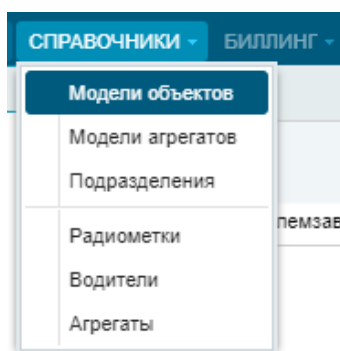 СПРАВОЧНИКИ БИЛЛИНГ
Модели объектов
Модели агрегатов
Подразделения
Радиометки
Водители
Агрегаты